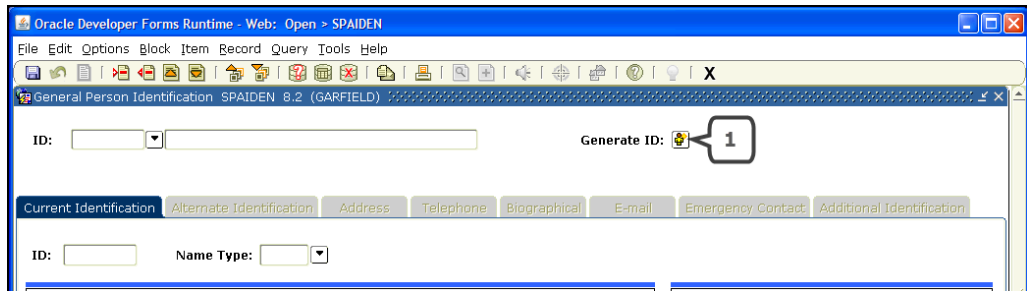 Oracle Developer Forms Runtime - Web: Open > SPAIDEN
File Edit Options Block Item Record Query Tools Help
X
General Person Identification SPAIDEN 8.2 (GARFIELD)
ID: Generate ID: 1
Current Identification Alternate Identification Address Telephone Biographical E-mail Emergency Contact Additional Identification
ID: Name Type: